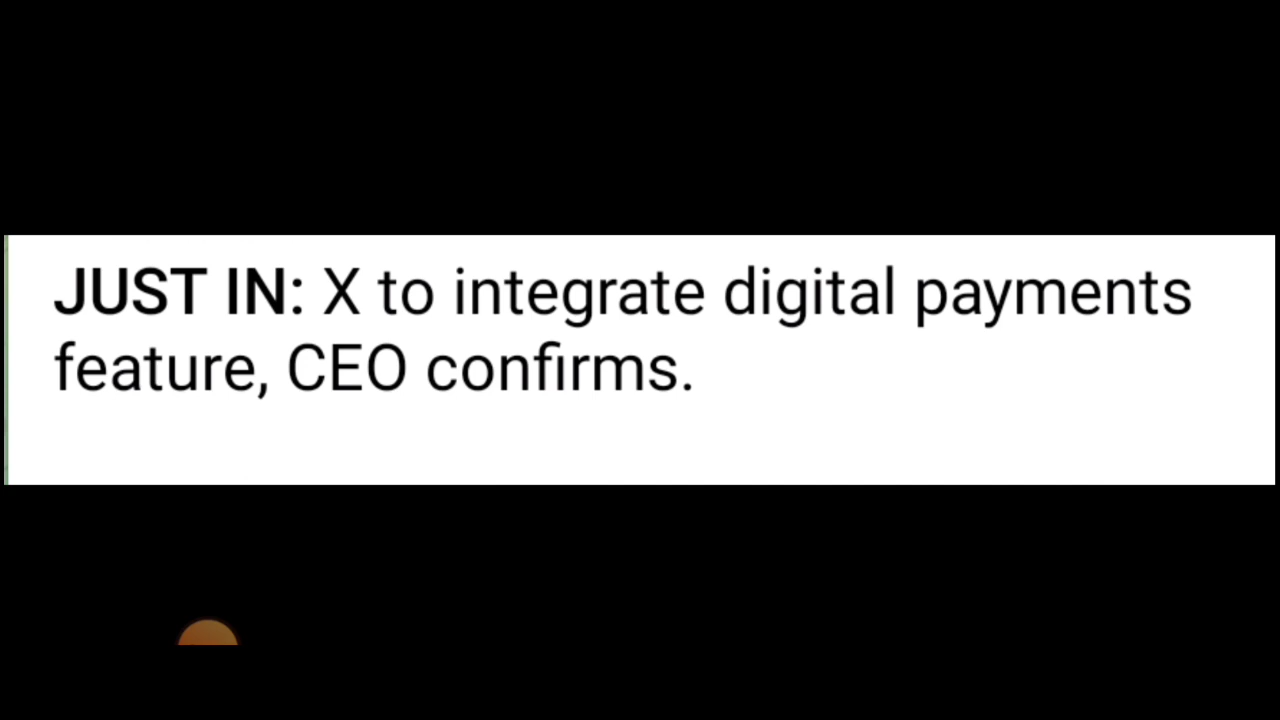 JUST IN: X to integrate digital payments
feature, CEO confirms.